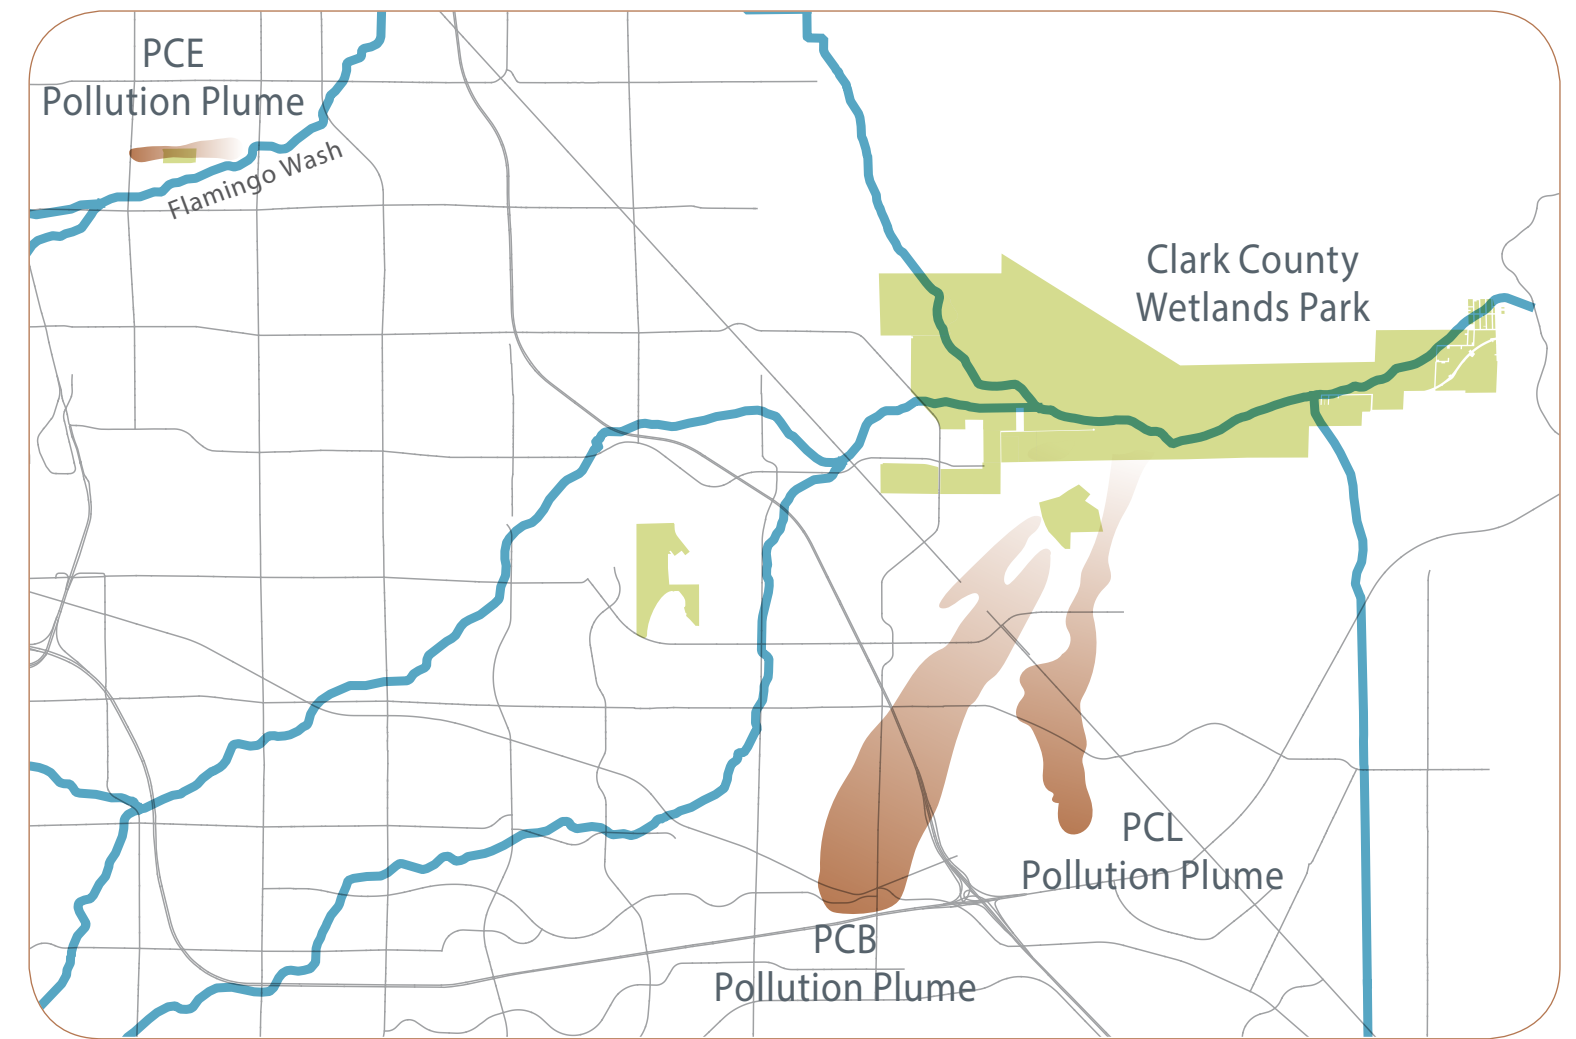 PCE
Pollution Plume
Flamingo Wash
Clark County
Wetlands Park
PCL
Pollution Plume
PCB
Pollution Plume